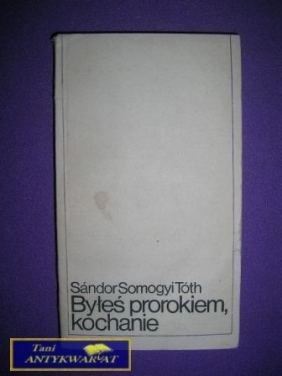 Sándor Somogyi Tóth
Byłeś prorokiem,
kochanie
Tani
ANTYKWARIAT